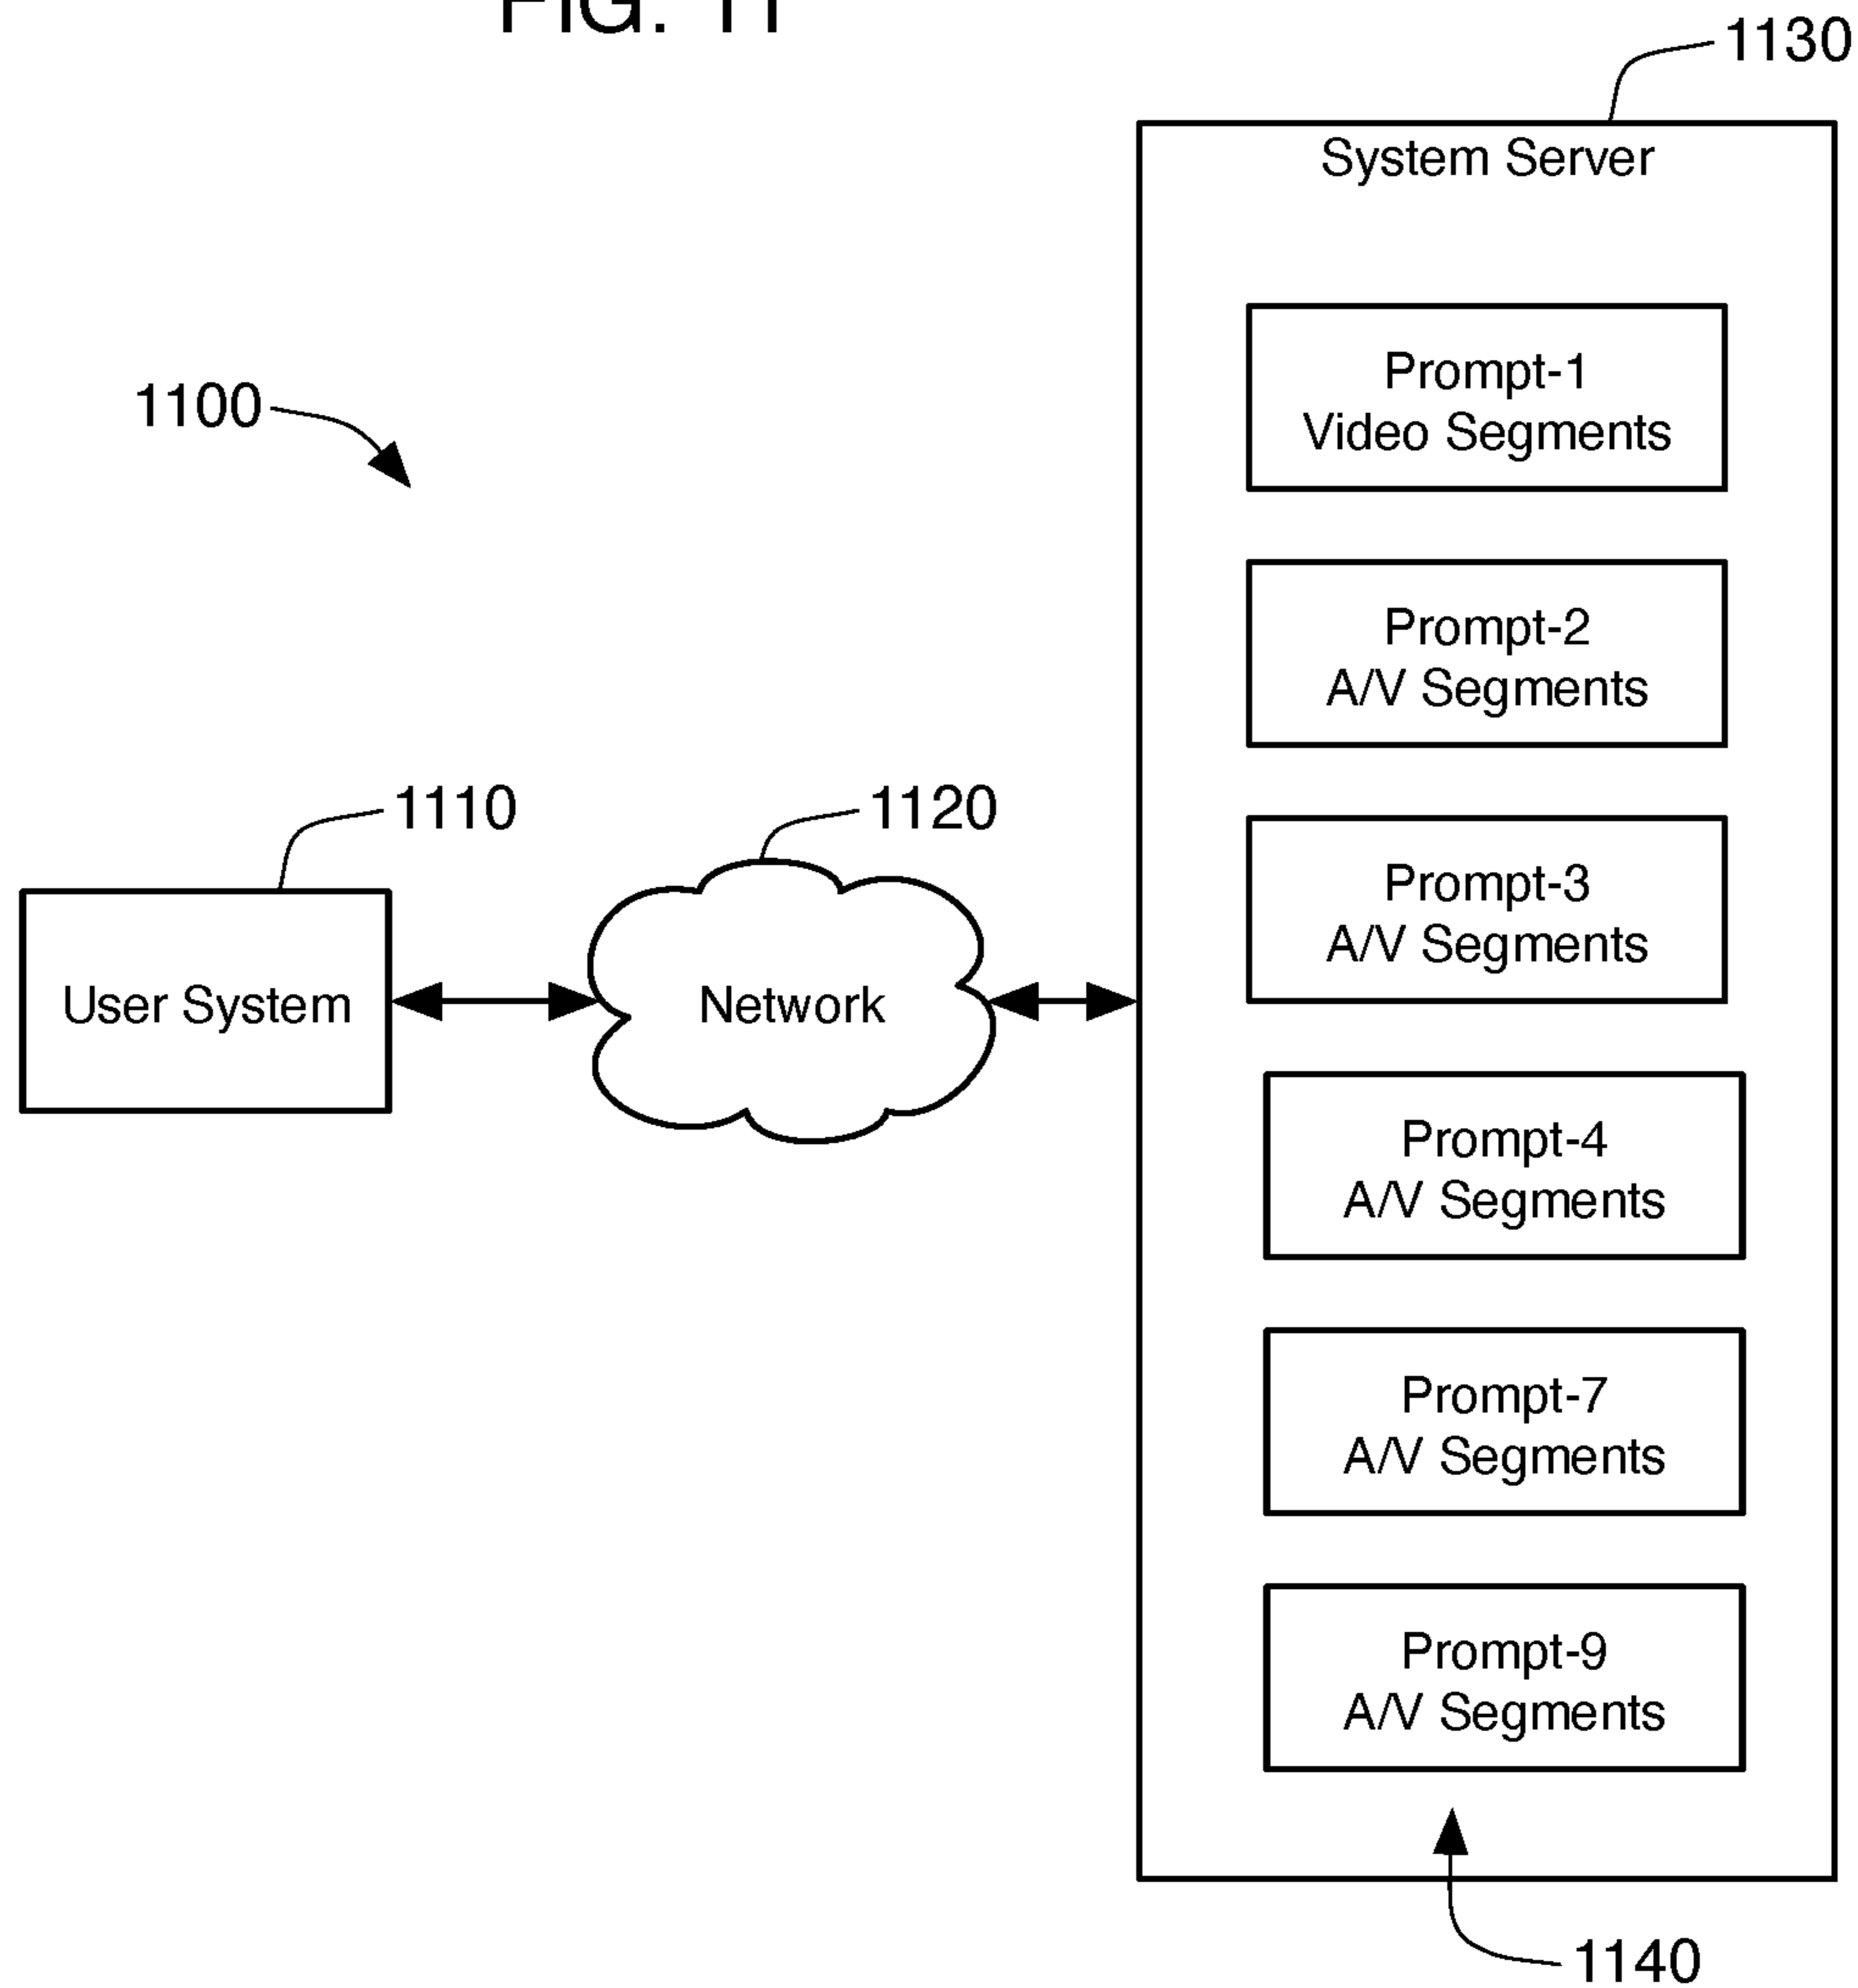 FIG. 11
1130
System Server
Prompt-1
Video Segments
1100
Prompt-2
A/V Segments
1110
1120
Prompt-3
A/V Segments
User System
Network
Prompt-4
A/V Segments
Prompt-7
A/V Segments
Prompt-9
A/V Segments
1140